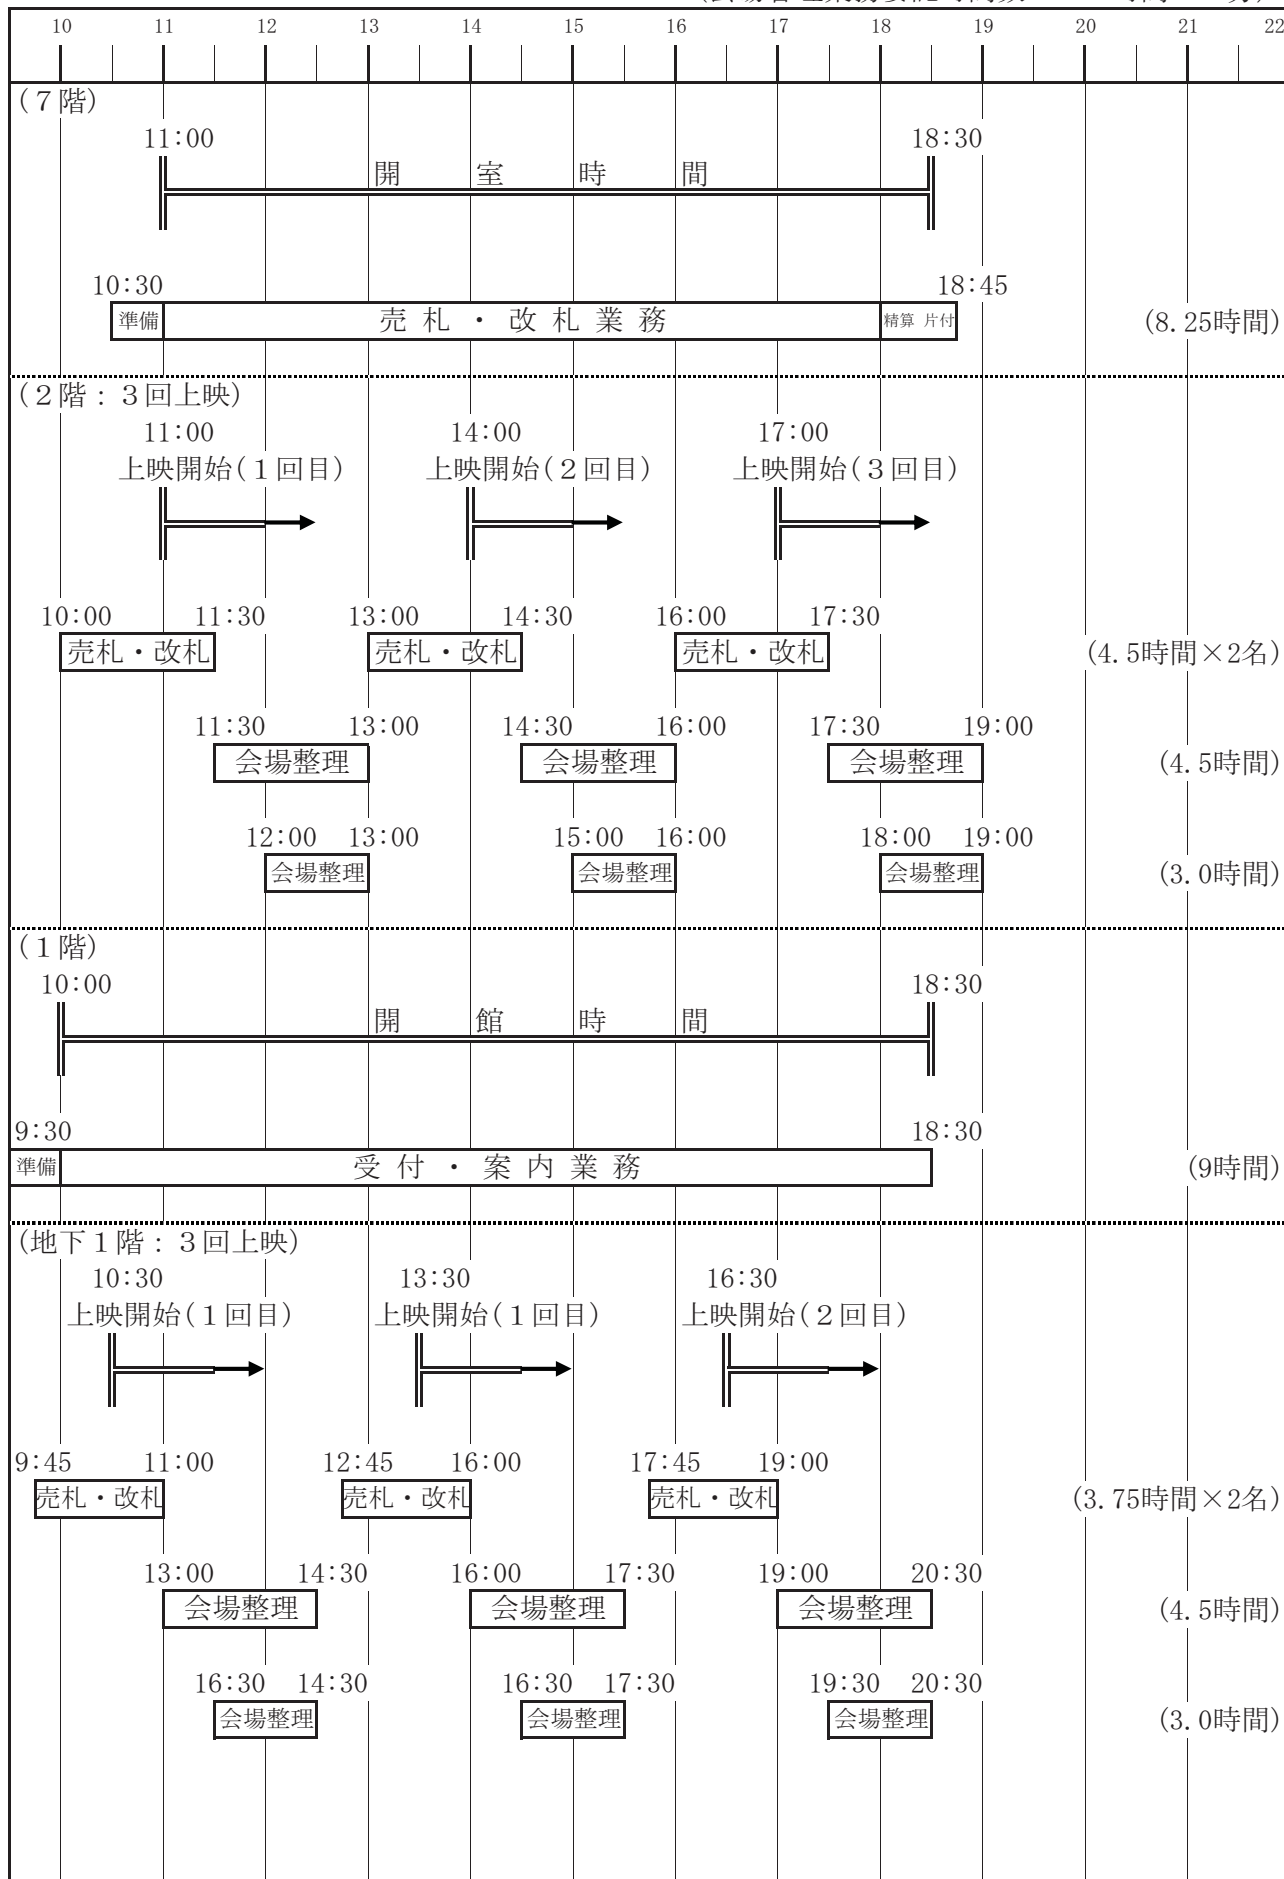 10 11 12 13 14 15 16 17 18 19 20 21 22
(７階)
11:00 18:30
開 室 時 間
10:30 18:45
準備 売札・改札業務 精算 片付 (8.25時間)
(２階：３回上映)
11:00 14:00 17:00
上映開始(１回目) 上映開始(２回目) 上映開始(３回目)
10:00 11:30 13:00 14:30 16:00 17:30
売札・改札 売札・改札 売札・改札 (4.5時間×2名)
11:30 13:00 14:30 16:00 17:30 19:00
会場整理 会場整理 会場整理 (4.5時間)
12:00 13:00 15:00 16:00 18:00 19:00
会場整理 会場整理 会場整理 (3.0時間)
(１階)
10:00 18:30
開 館 時 間
9:30 18:30
準備 受付・案内業務 (9時間)
(地下１階：３回上映)
10:30 13:30 16:30
上映開始(１回目) 上映開始(１回目) 上映開始(２回目)
9:45 11:00 12:45 16:00 17:45 19:00
売札・改札 売札・改札 売札・改札 (3.75時間×2名)
13:00 14:30 16:00 17:30 19:00 20:30
会場整理 会場整理 会場整理 (4.5時間)
16:30 14:30 16:30 17:30 19:30 20:30
会場整理 会場整理 会場整理 (3.0時間)